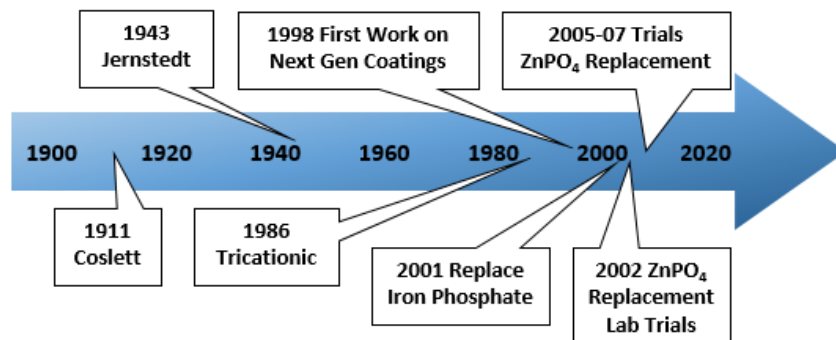 1943
Jernstedt
1998 First Work on
Next Gen Coatings
2005-07 Trials
ZnPO₄ Replacement
1900 1920 1940 1960 1980 2000 2020
1911
Coslett
1986
Tricationic
2001 Replace
Iron Phosphate
2002 ZnPO₄
Replacement
Lab Trials